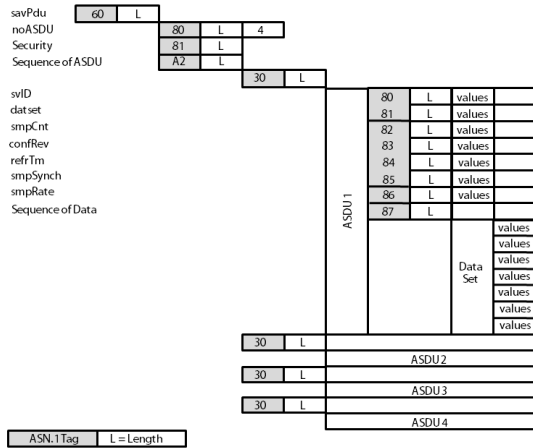 savPdu 60 L
noASDU 80 L 4
Security 81 L
Sequence of ASDU A2 L
30 L
svID 80 L values
datset 81 L values
smpCnt 82 L values
confRev 83 L values
refrTm 84 L values
smpSynch 85 L values
smpRate 86 L values
Sequence of Data 87 L
ASDU 1
Data Set
values
values
values
values
values
values
values
30 L
ASDU 2
30 L
ASDU 3
30 L
ASDU 4
ASN.1 Tag L = Length